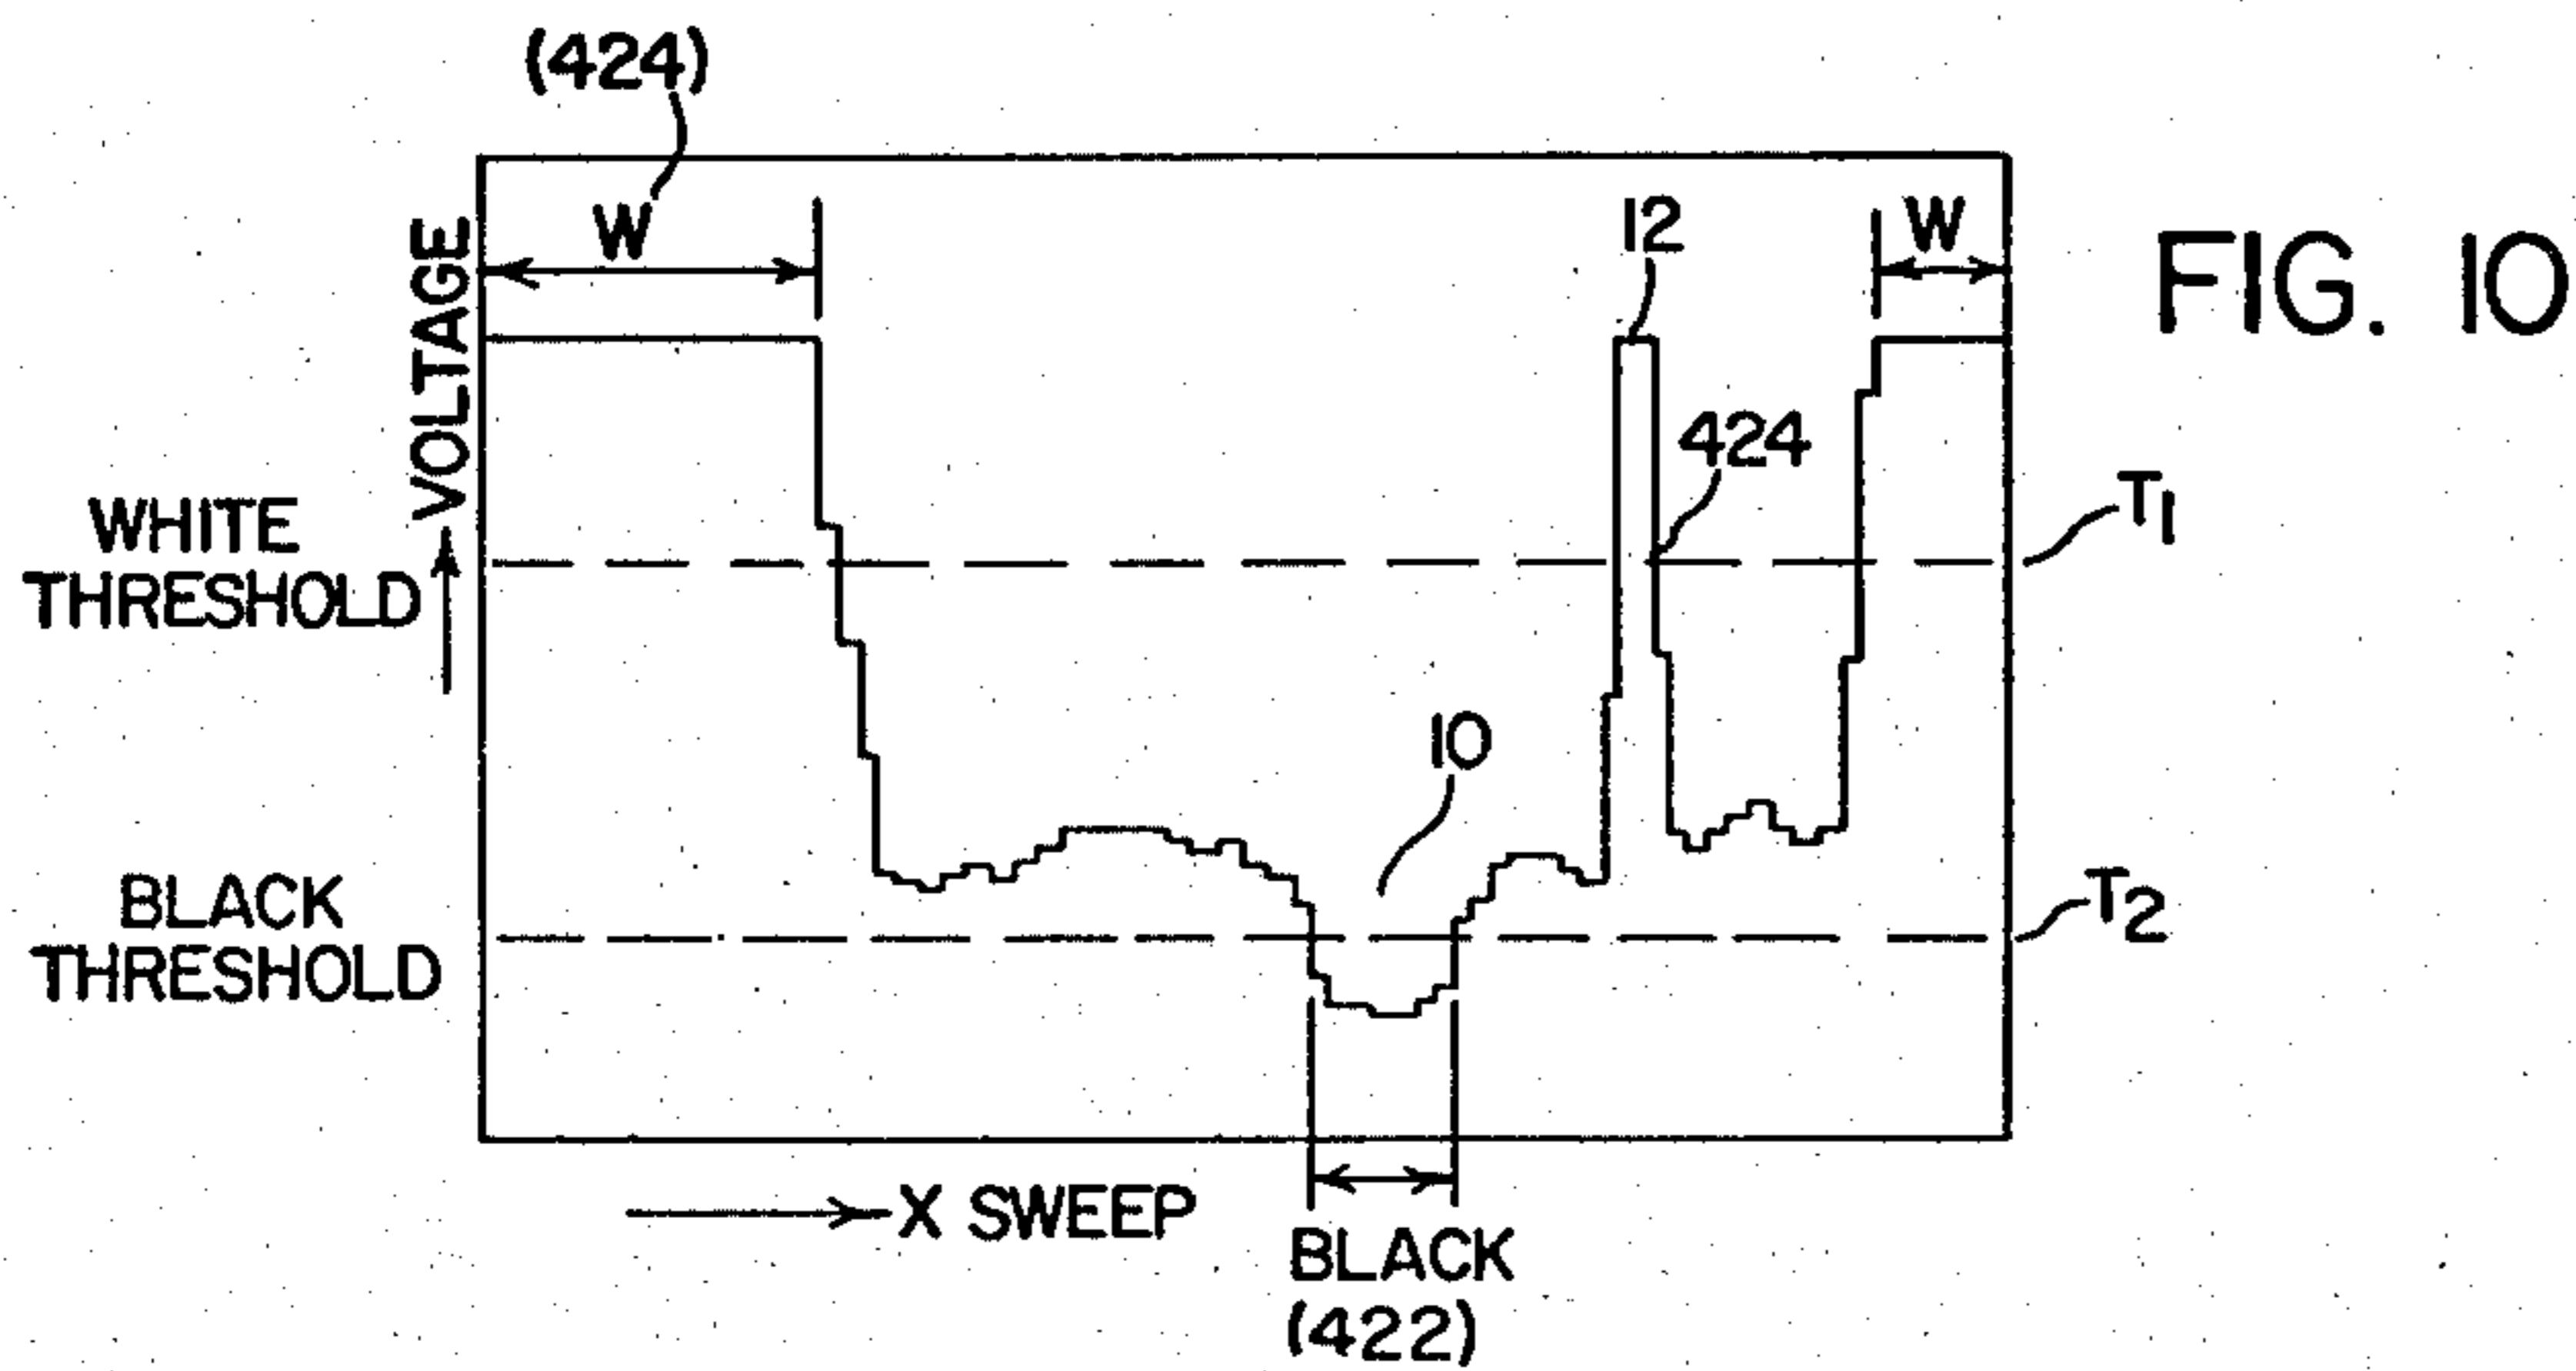 (424)
W
12
W
FIG. 10
VOLTAGE
424
WHITE
THRESHOLD
T1
10
BLACK
THRESHOLD
T2
X SWEEP
BLACK
(422)